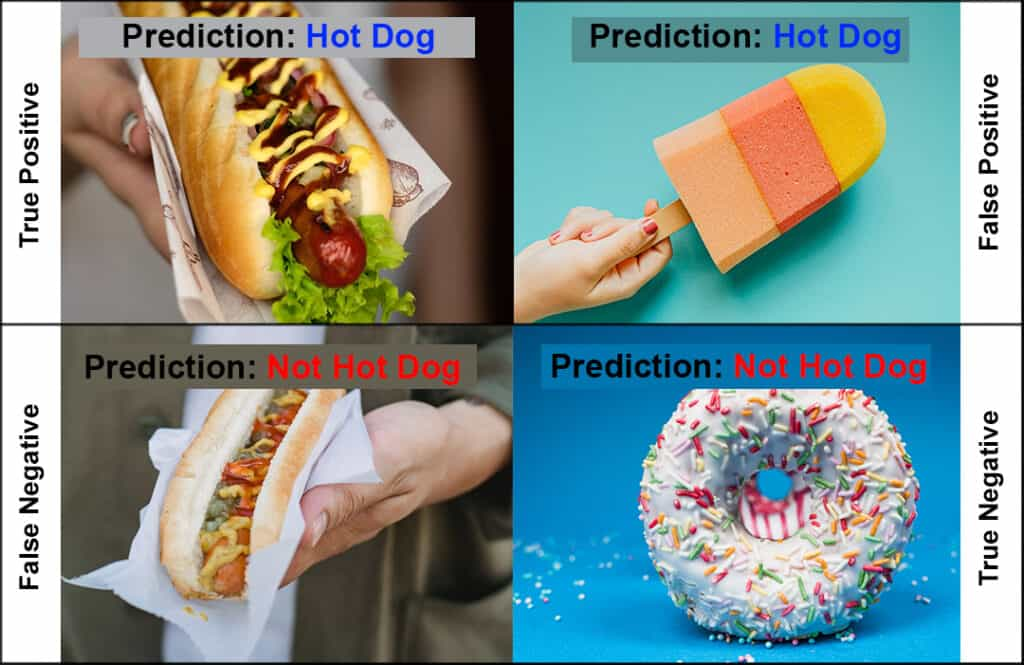 Prediction: Hot Dog
Prediction: Hot Dog
True Positive
False Positive
Prediction: Not Hot Dog
Prediction: Not Hot Dog
False Negative
True Negative